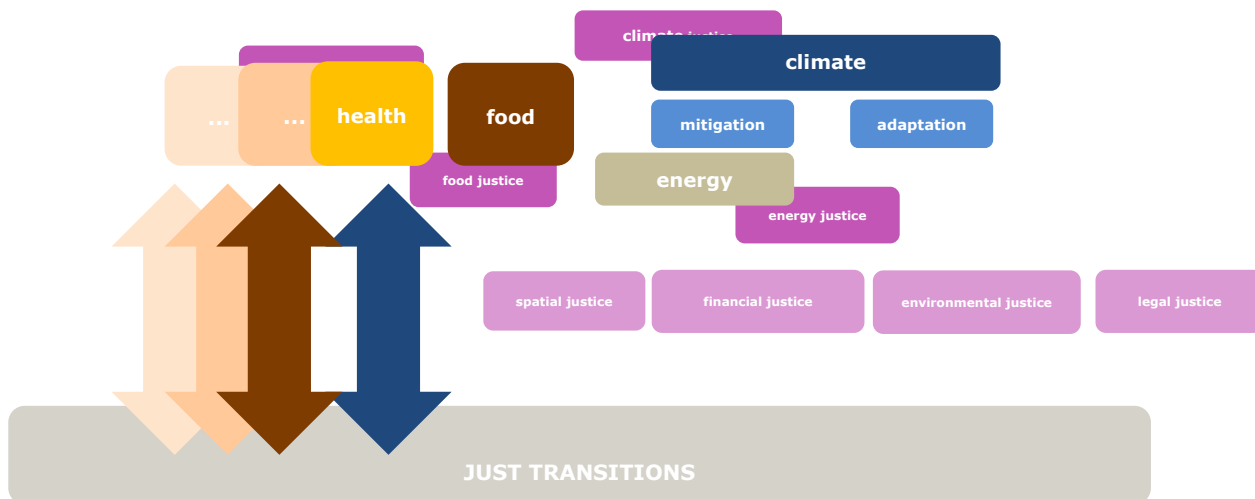 climate justice
climate
...
...
health
food
mitigation
adaptation
food justice
energy
energy justice
spatial justice
financial justice
environmental justice
legal justice
JUST TRANSITIONS